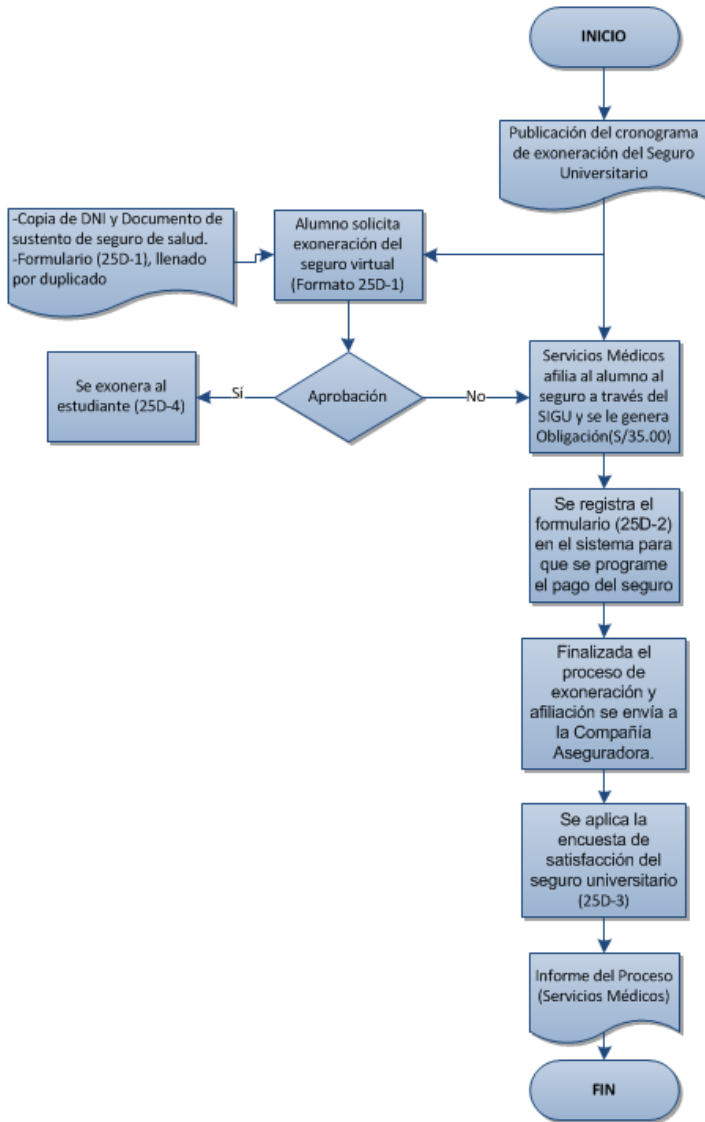 INICIO
Publicación del cronograma
de exoneración del Seguro
Universitario
-Copia de DNI y Documento de
sustento de seguro de salud.
-Formulario (25D-1), llenado
por duplicado
Alumno solicita
exoneración del
seguro virtual
(Formato 25D-1)
Se exonera al
estudiante (25D-4)
Sí
Aprobación
No
Servicios Médicos
afilia al alumno al
seguro a través del
SIGU y se le genera
Obligación(S/35.00)
Se registra el
formulario (25D-2)
en el sistema para
que se programe
el pago del seguro
Finalizada el
proceso de
exoneración y
afiliación se envía a
la Compañía
Aseguradora.
Se aplica la
encuesta de
satisfacción del
seguro universitario
(25D-3)
Informe del Proceso
(Servicios Médicos)
FIN